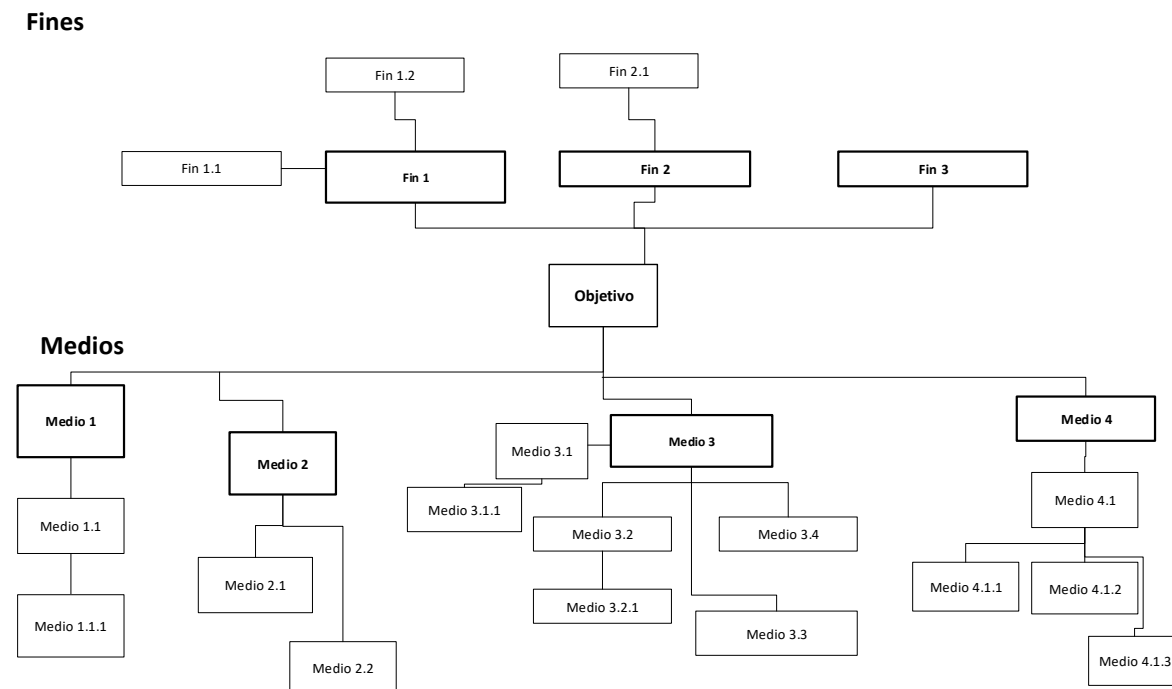 Fines
Fin 1.2
Fin 2.1
Fin 1.1
Fin 1
Fin 2
Fin 3
Objetivo
Medios
Medio 1
Medio 2
Medio 3.1
Medio 3
Medio 4
Medio 1.1
Medio 3.1.1
Medio 3.2
Medio 3.4
Medio 4.1
Medio 2.1
Medio 3.2.1
Medio 4.1.1
Medio 4.1.2
Medio 1.1.1
Medio 3.3
Medio 2.2
Medio 4.1.3